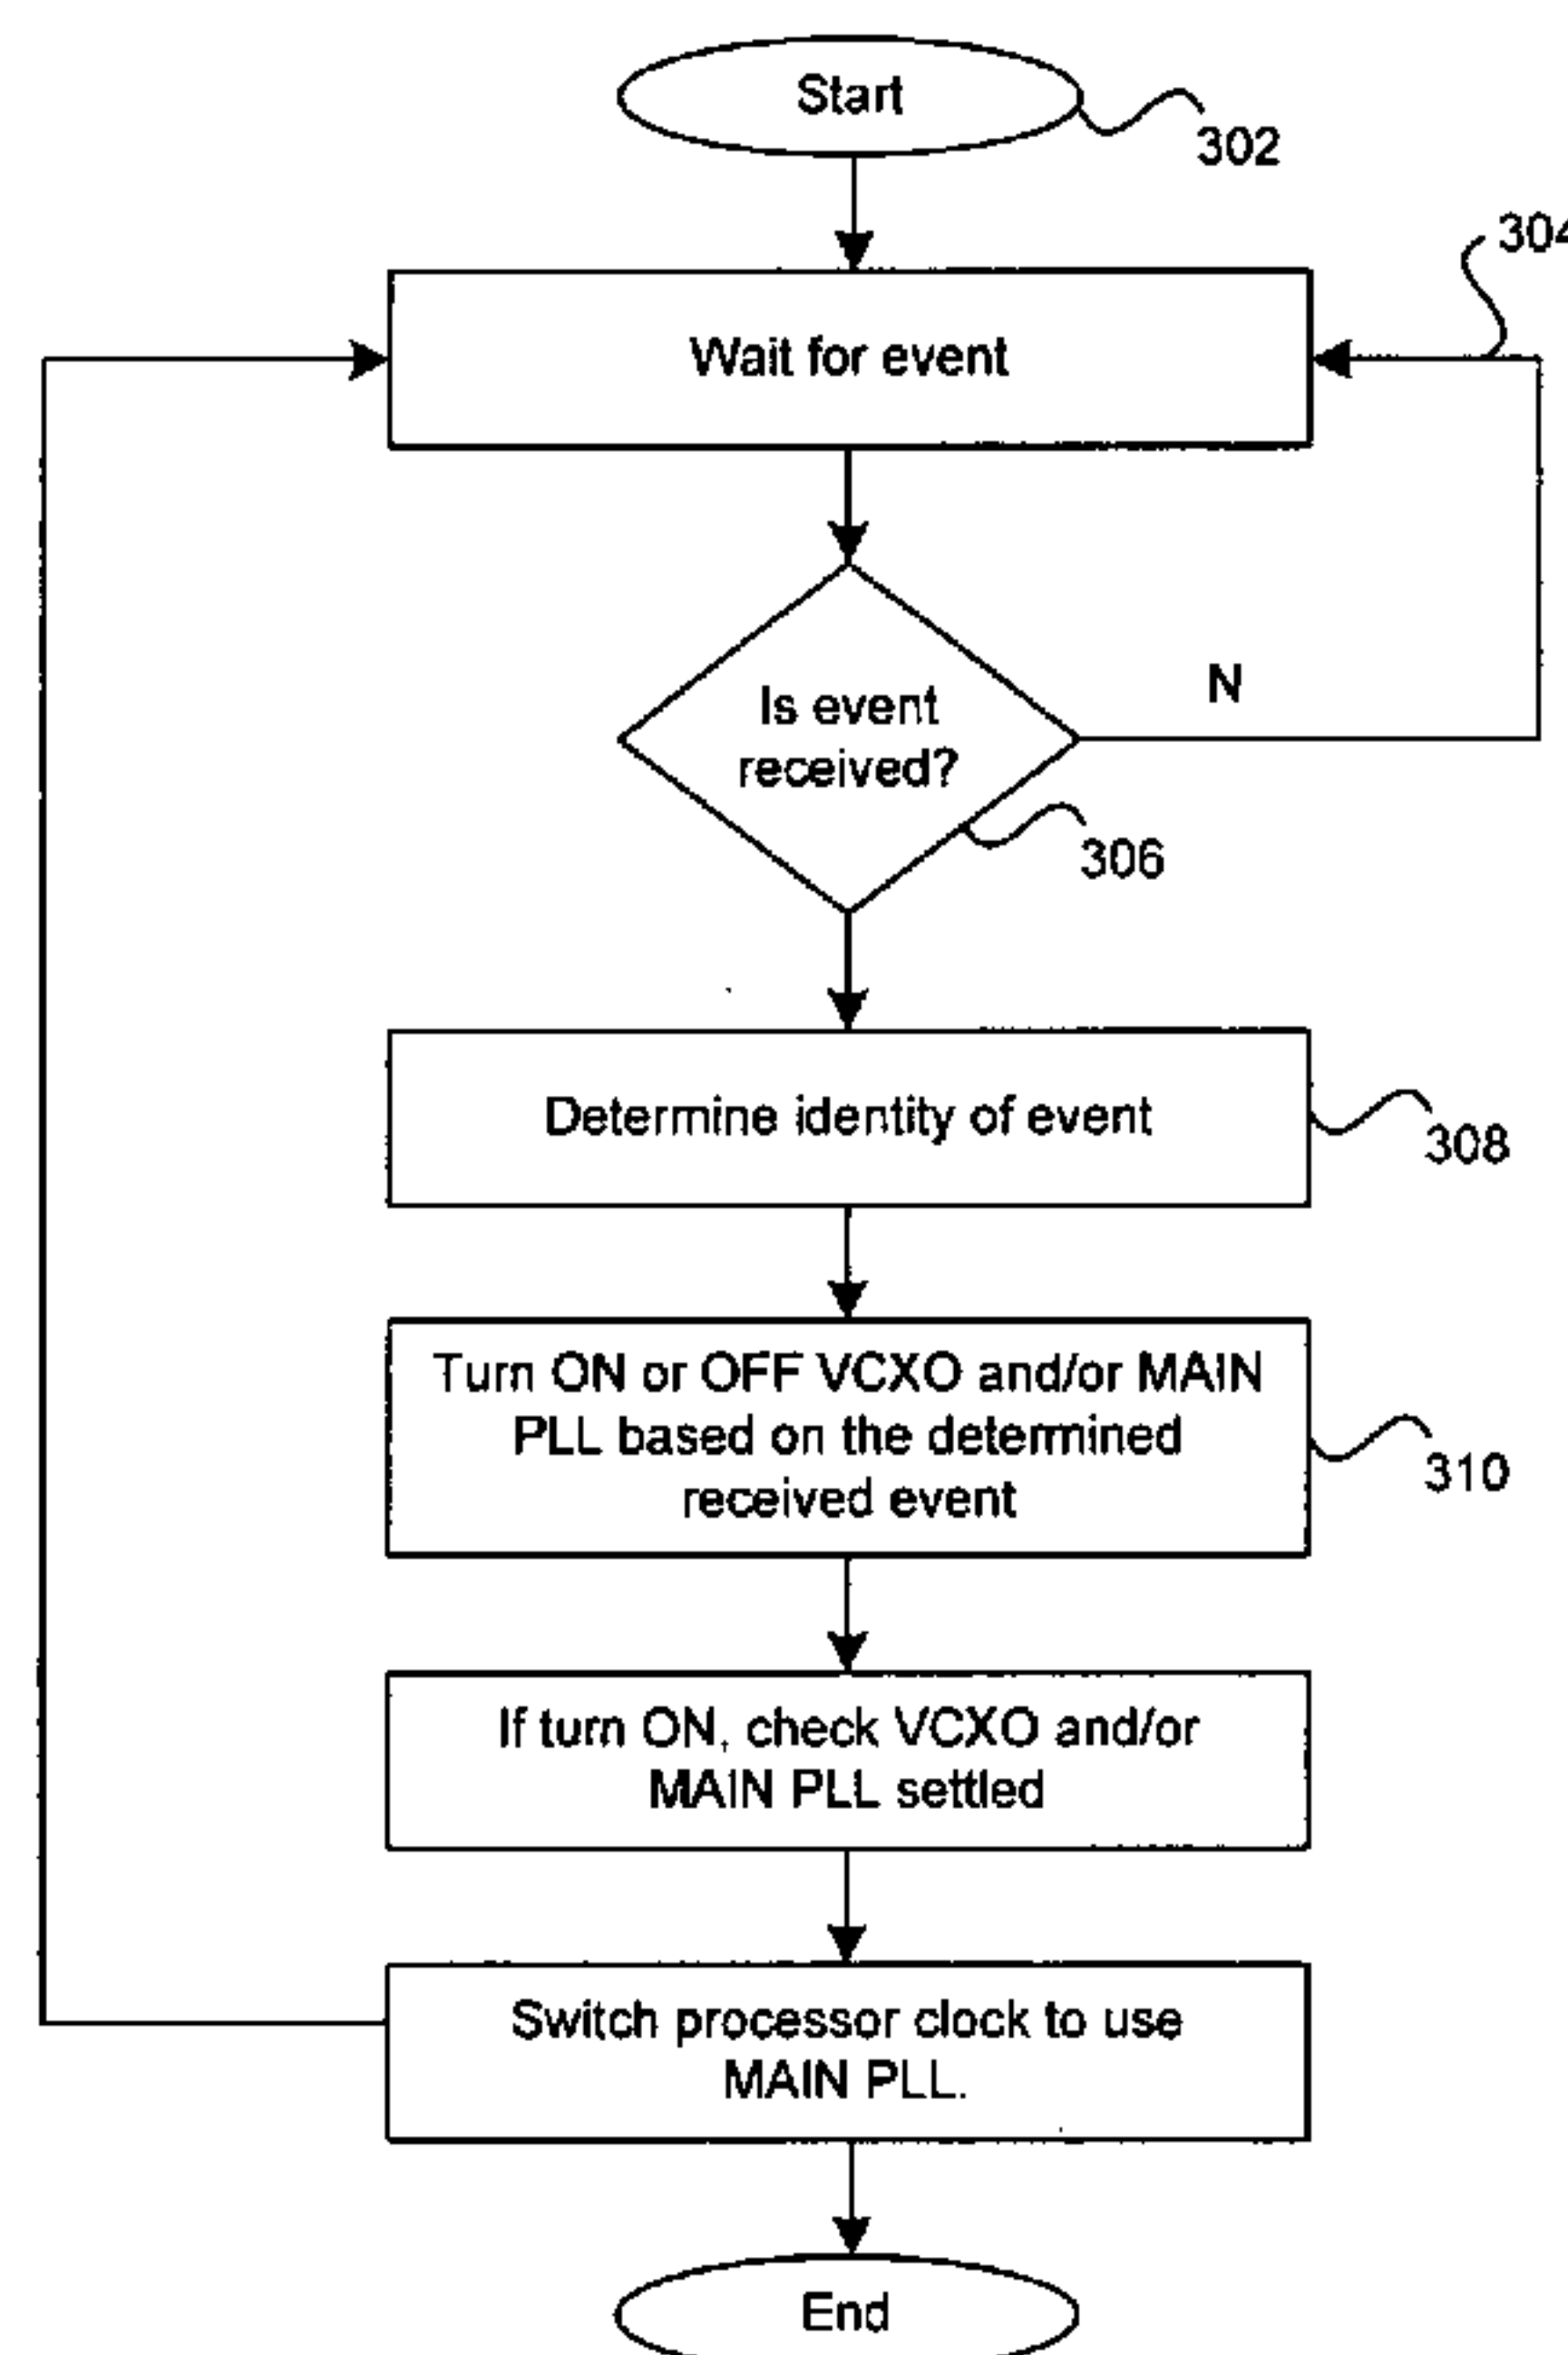 Start
302
304
Wait for event
N
Is event
received?
306
Determine identity of event
308
Turn ON or OFF VCXO and/or MAIN
PLL based on the determined
received event
310
If turn ON, check VCXO and/or
MAIN PLL settled
Switch processor clock to use
MAIN PLL.
End